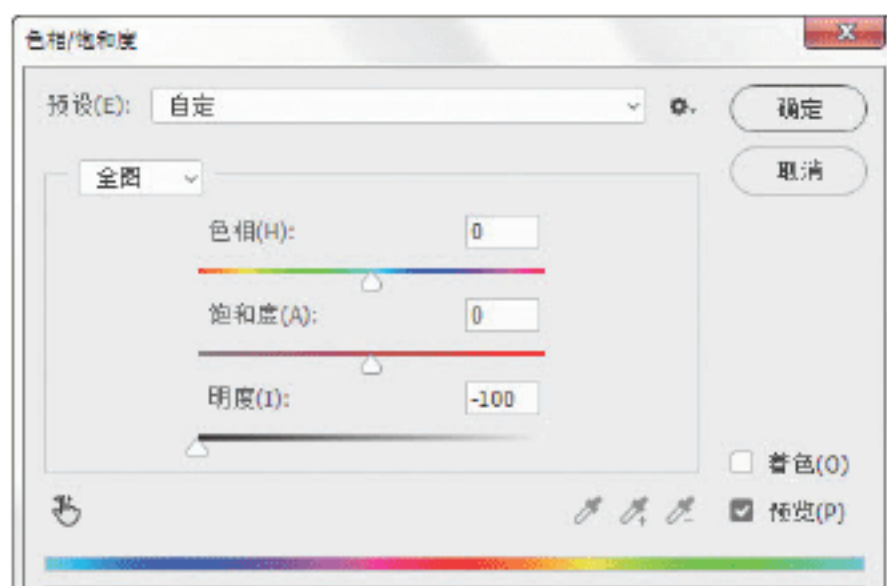 色相/饱和度
预设(E): 自定
确定
取消
全图
色相(H): 0
饱和度(A): 0
明度(I): -100
着色(O)
预览(P)